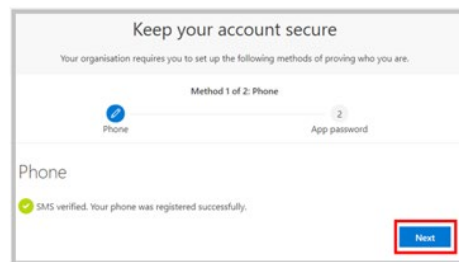 Keep your account secure
Your organisation requires you to set up the following methods of proving who you are.
Method 1 of 2: Phone
2
Phone
App password
Phone
SMS verified. Your phone was registered successfully.
Next